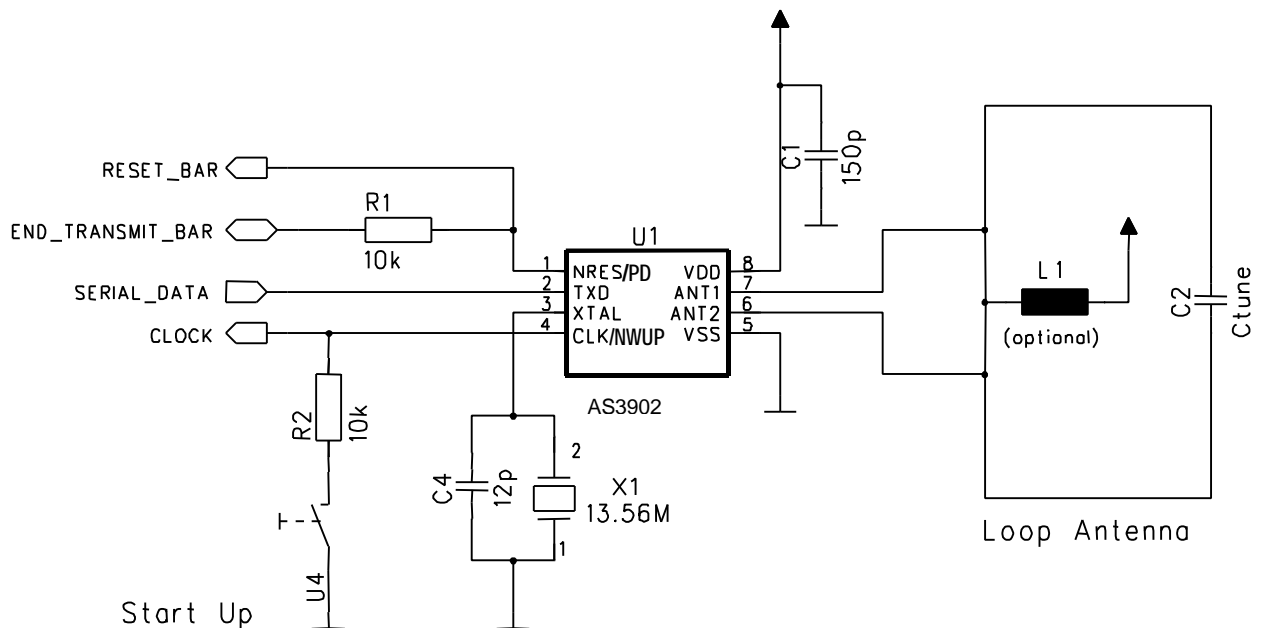 RESET_BAR
R1
END_TRANSMIT_BAR
10k
SERIAL_DATA
CLOCK
R2
10k
U4
Start Up
U1
1 NRES/PD VDD 8
2 TXD ANT1 7
3 XTAL ANT2 6
4 CLK/NWUP VSS 5
AS3902
C4
12p
2
X1
13.56M
1
C1
150p
L1
(optional)
C2
Ctune
Loop Antenna